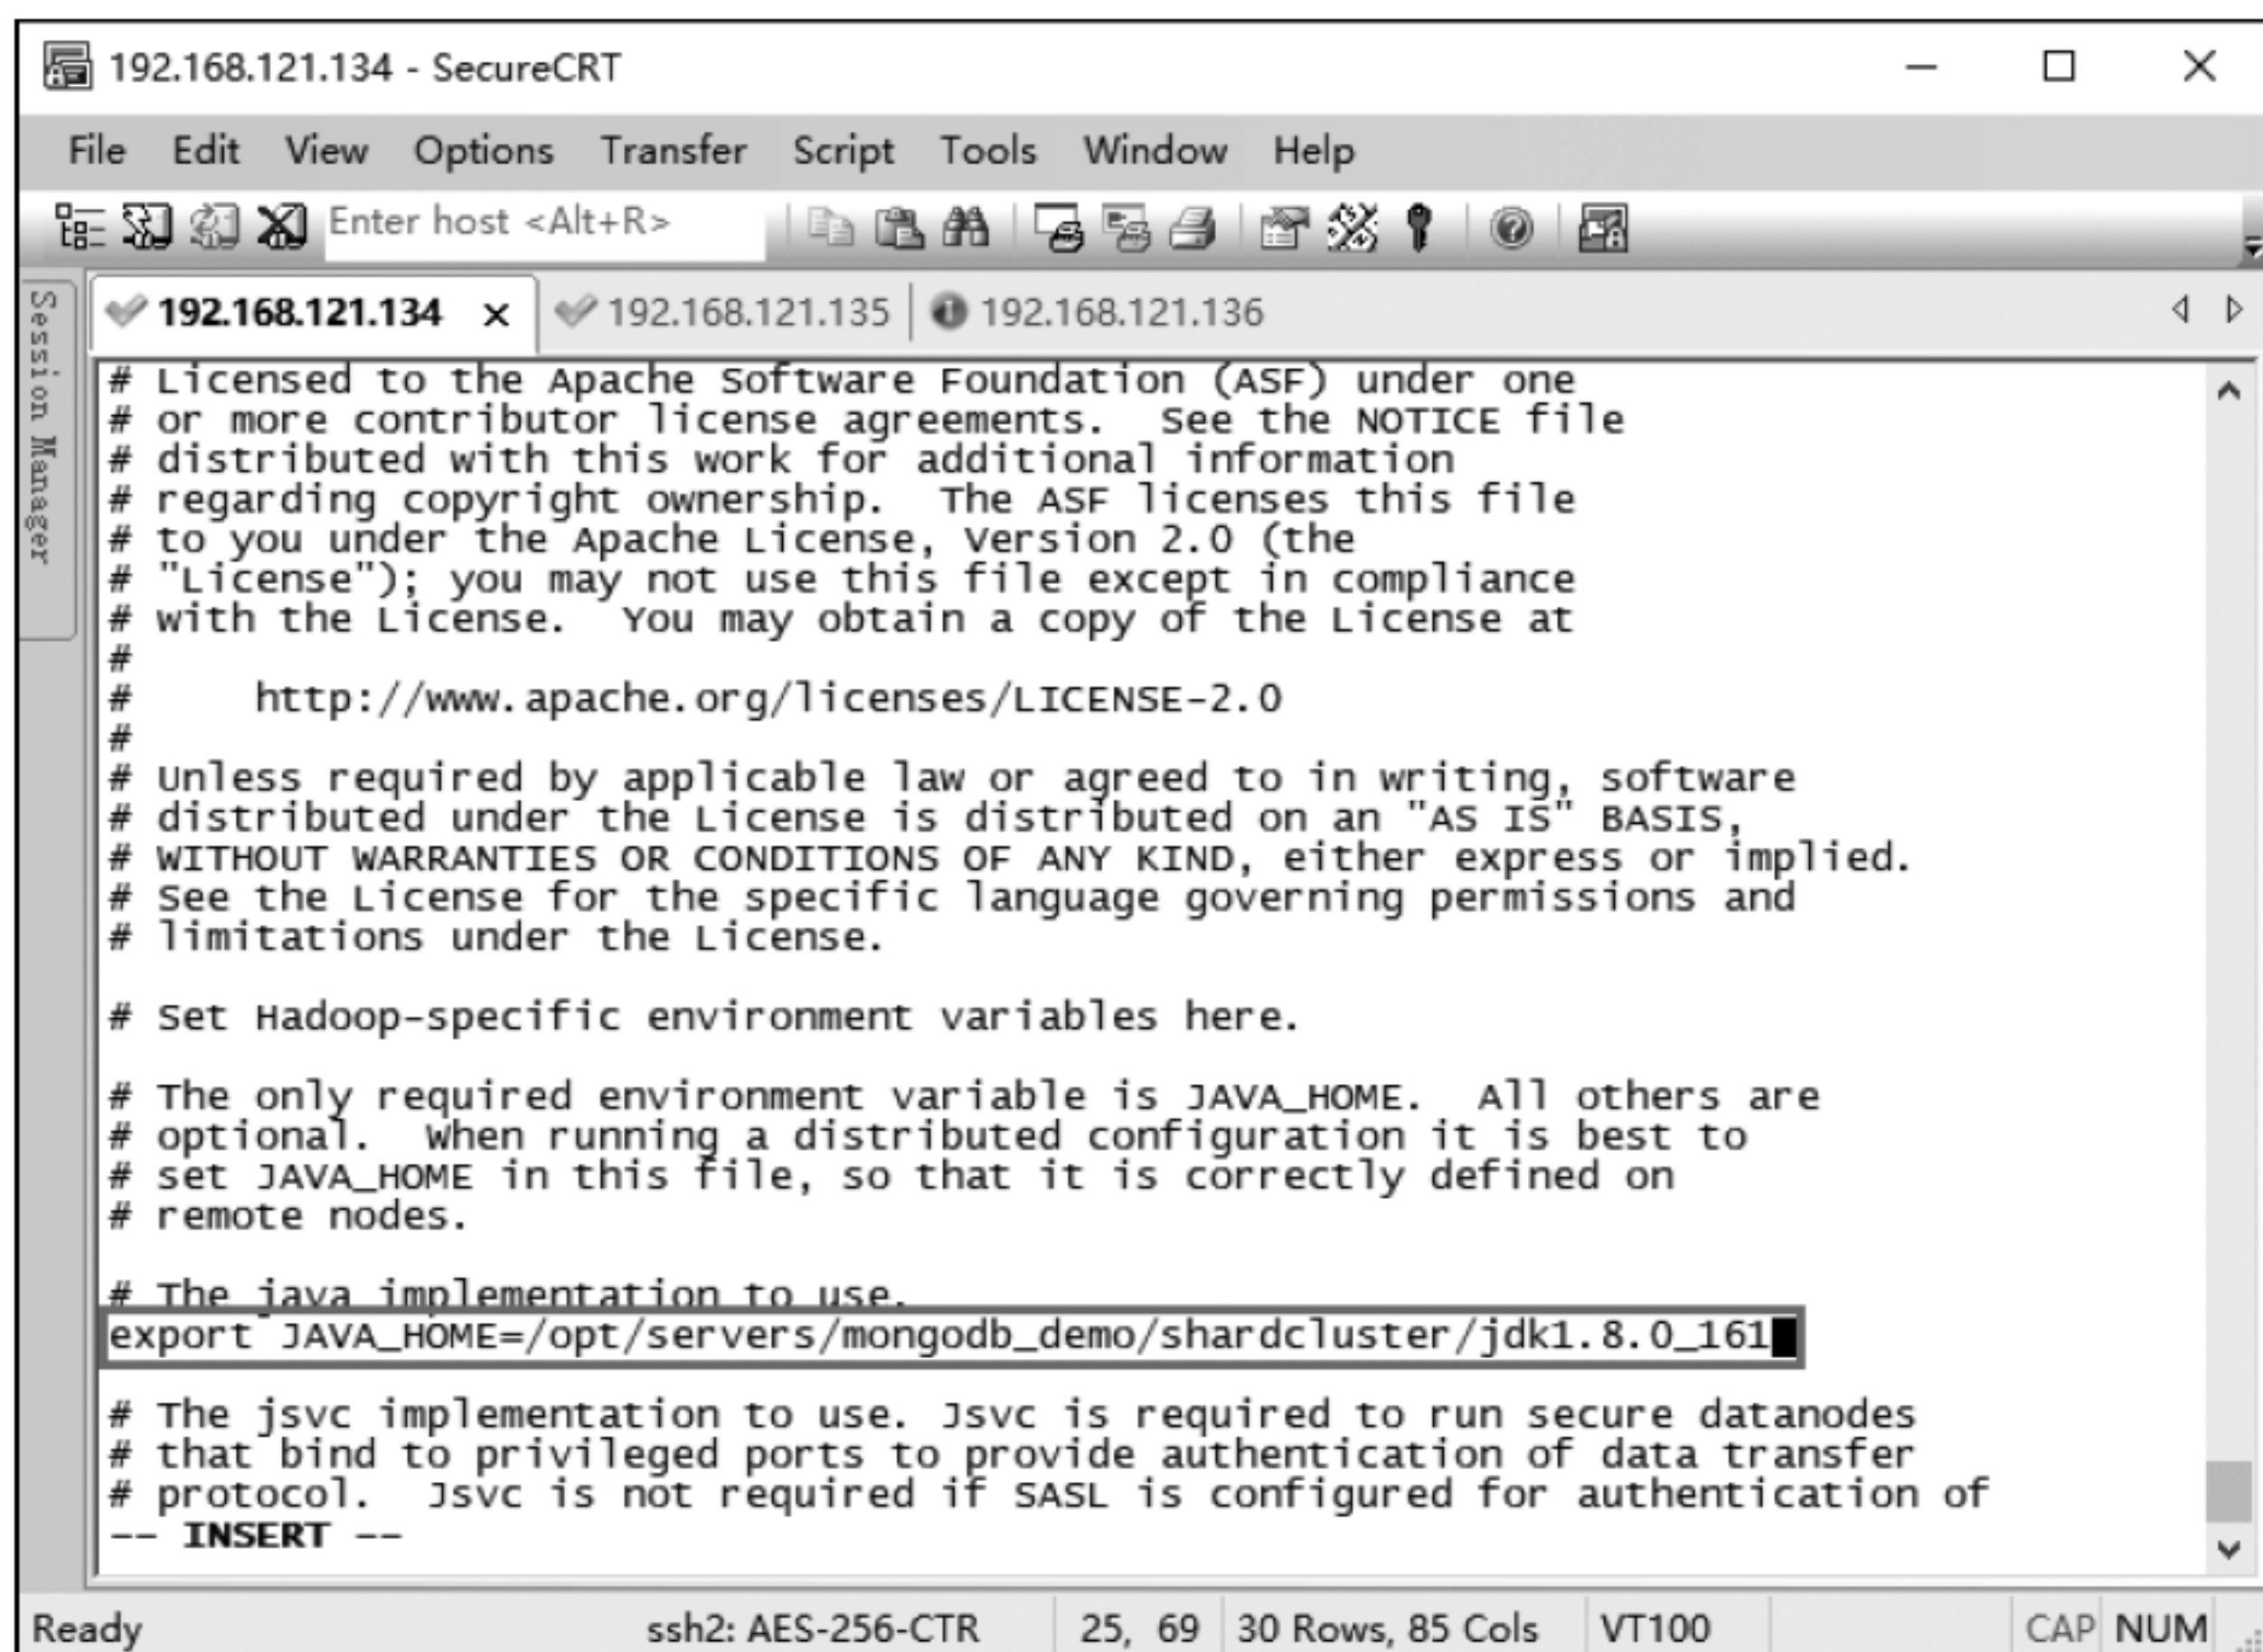 192.168.121.134 - SecureCRT
File Edit View Options Transfer Script Tools Window Help
Enter host <Alt+R>
Session Manager
192.168.121.134 x 192.168.121.135 192.168.121.136
# Licensed to the Apache Software Foundation (ASF) under one
# or more contributor license agreements.  See the NOTICE file
# distributed with this work for additional information
# regarding copyright ownership.  The ASF licenses this file
# to you under the Apache License, Version 2.0 (the
# "License"); you may not use this file except in compliance
# with the License.  You may obtain a copy of the License at
#
#     http://www.apache.org/licenses/LICENSE-2.0
#
# Unless required by applicable law or agreed to in writing, software
# distributed under the License is distributed on an "AS IS" BASIS,
# WITHOUT WARRANTIES OR CONDITIONS OF ANY KIND, either express or implied.
# See the License for the specific language governing permissions and
# limitations under the License.
# Set Hadoop-specific environment variables here.
# The only required environment variable is JAVA_HOME.  All others are
# optional.  When running a distributed configuration it is best to
# set JAVA_HOME in this file, so that it is correctly defined on
# remote nodes.
# The java implementation to use.
export JAVA_HOME=/opt/servers/mongodb_demo/shardcluster/jdk1.8.0_161
# The jsvc implementation to use. Jsvc is required to run secure datanodes
# that bind to privileged ports to provide authentication of data transfer
# protocol.  Jsvc is not required if SASL is configured for authentication of
-- INSERT --
Ready ssh2: AES-256-CTR 25, 69 30 Rows, 85 Cols VT100 CAP NUM